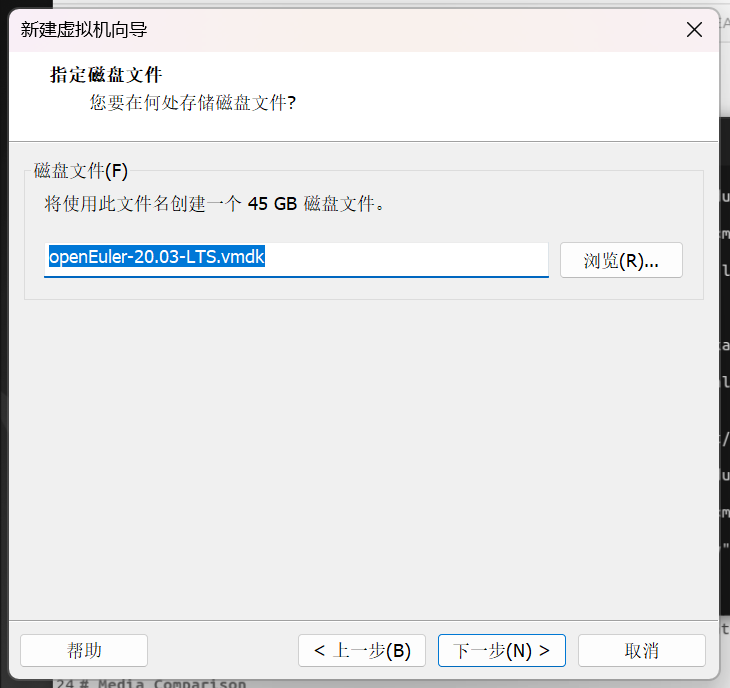 新建虚拟机向导
指定磁盘文件
您要在何处存储磁盘文件?
磁盘文件(F)
将使用此文件名创建一个 45 GB 磁盘文件。
openEuler-20.03-LTS.vmdk
浏览(R)...
帮助
< 上一步(B)
下一步(N) >
取消
24 # Media Comparison